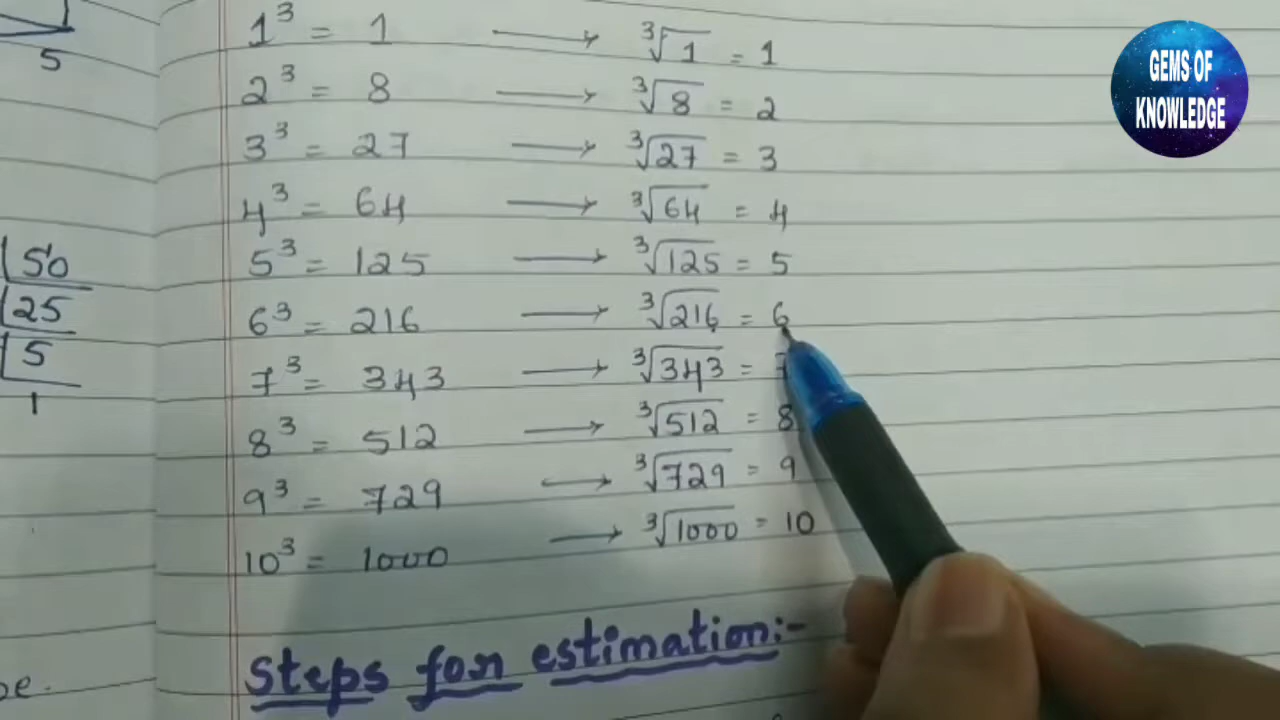 5
50
25
5
1
1³ = 1 → ∛1 = 1
2³ = 8 → ∛8 = 2
3³ = 27 → ∛27 = 3
4³ = 64 → ∛64 = 4
5³ = 125 → ∛125 = 5
6³ = 216 → ∛216 = 6
7³ = 343 → ∛343 = 7
8³ = 512 → ∛512 = 8
9³ = 729 → ∛729 = 9
10³ = 1000 → ∛1000 = 10
Steps for estimation:-
GEMS OF
KNOWLEDGE